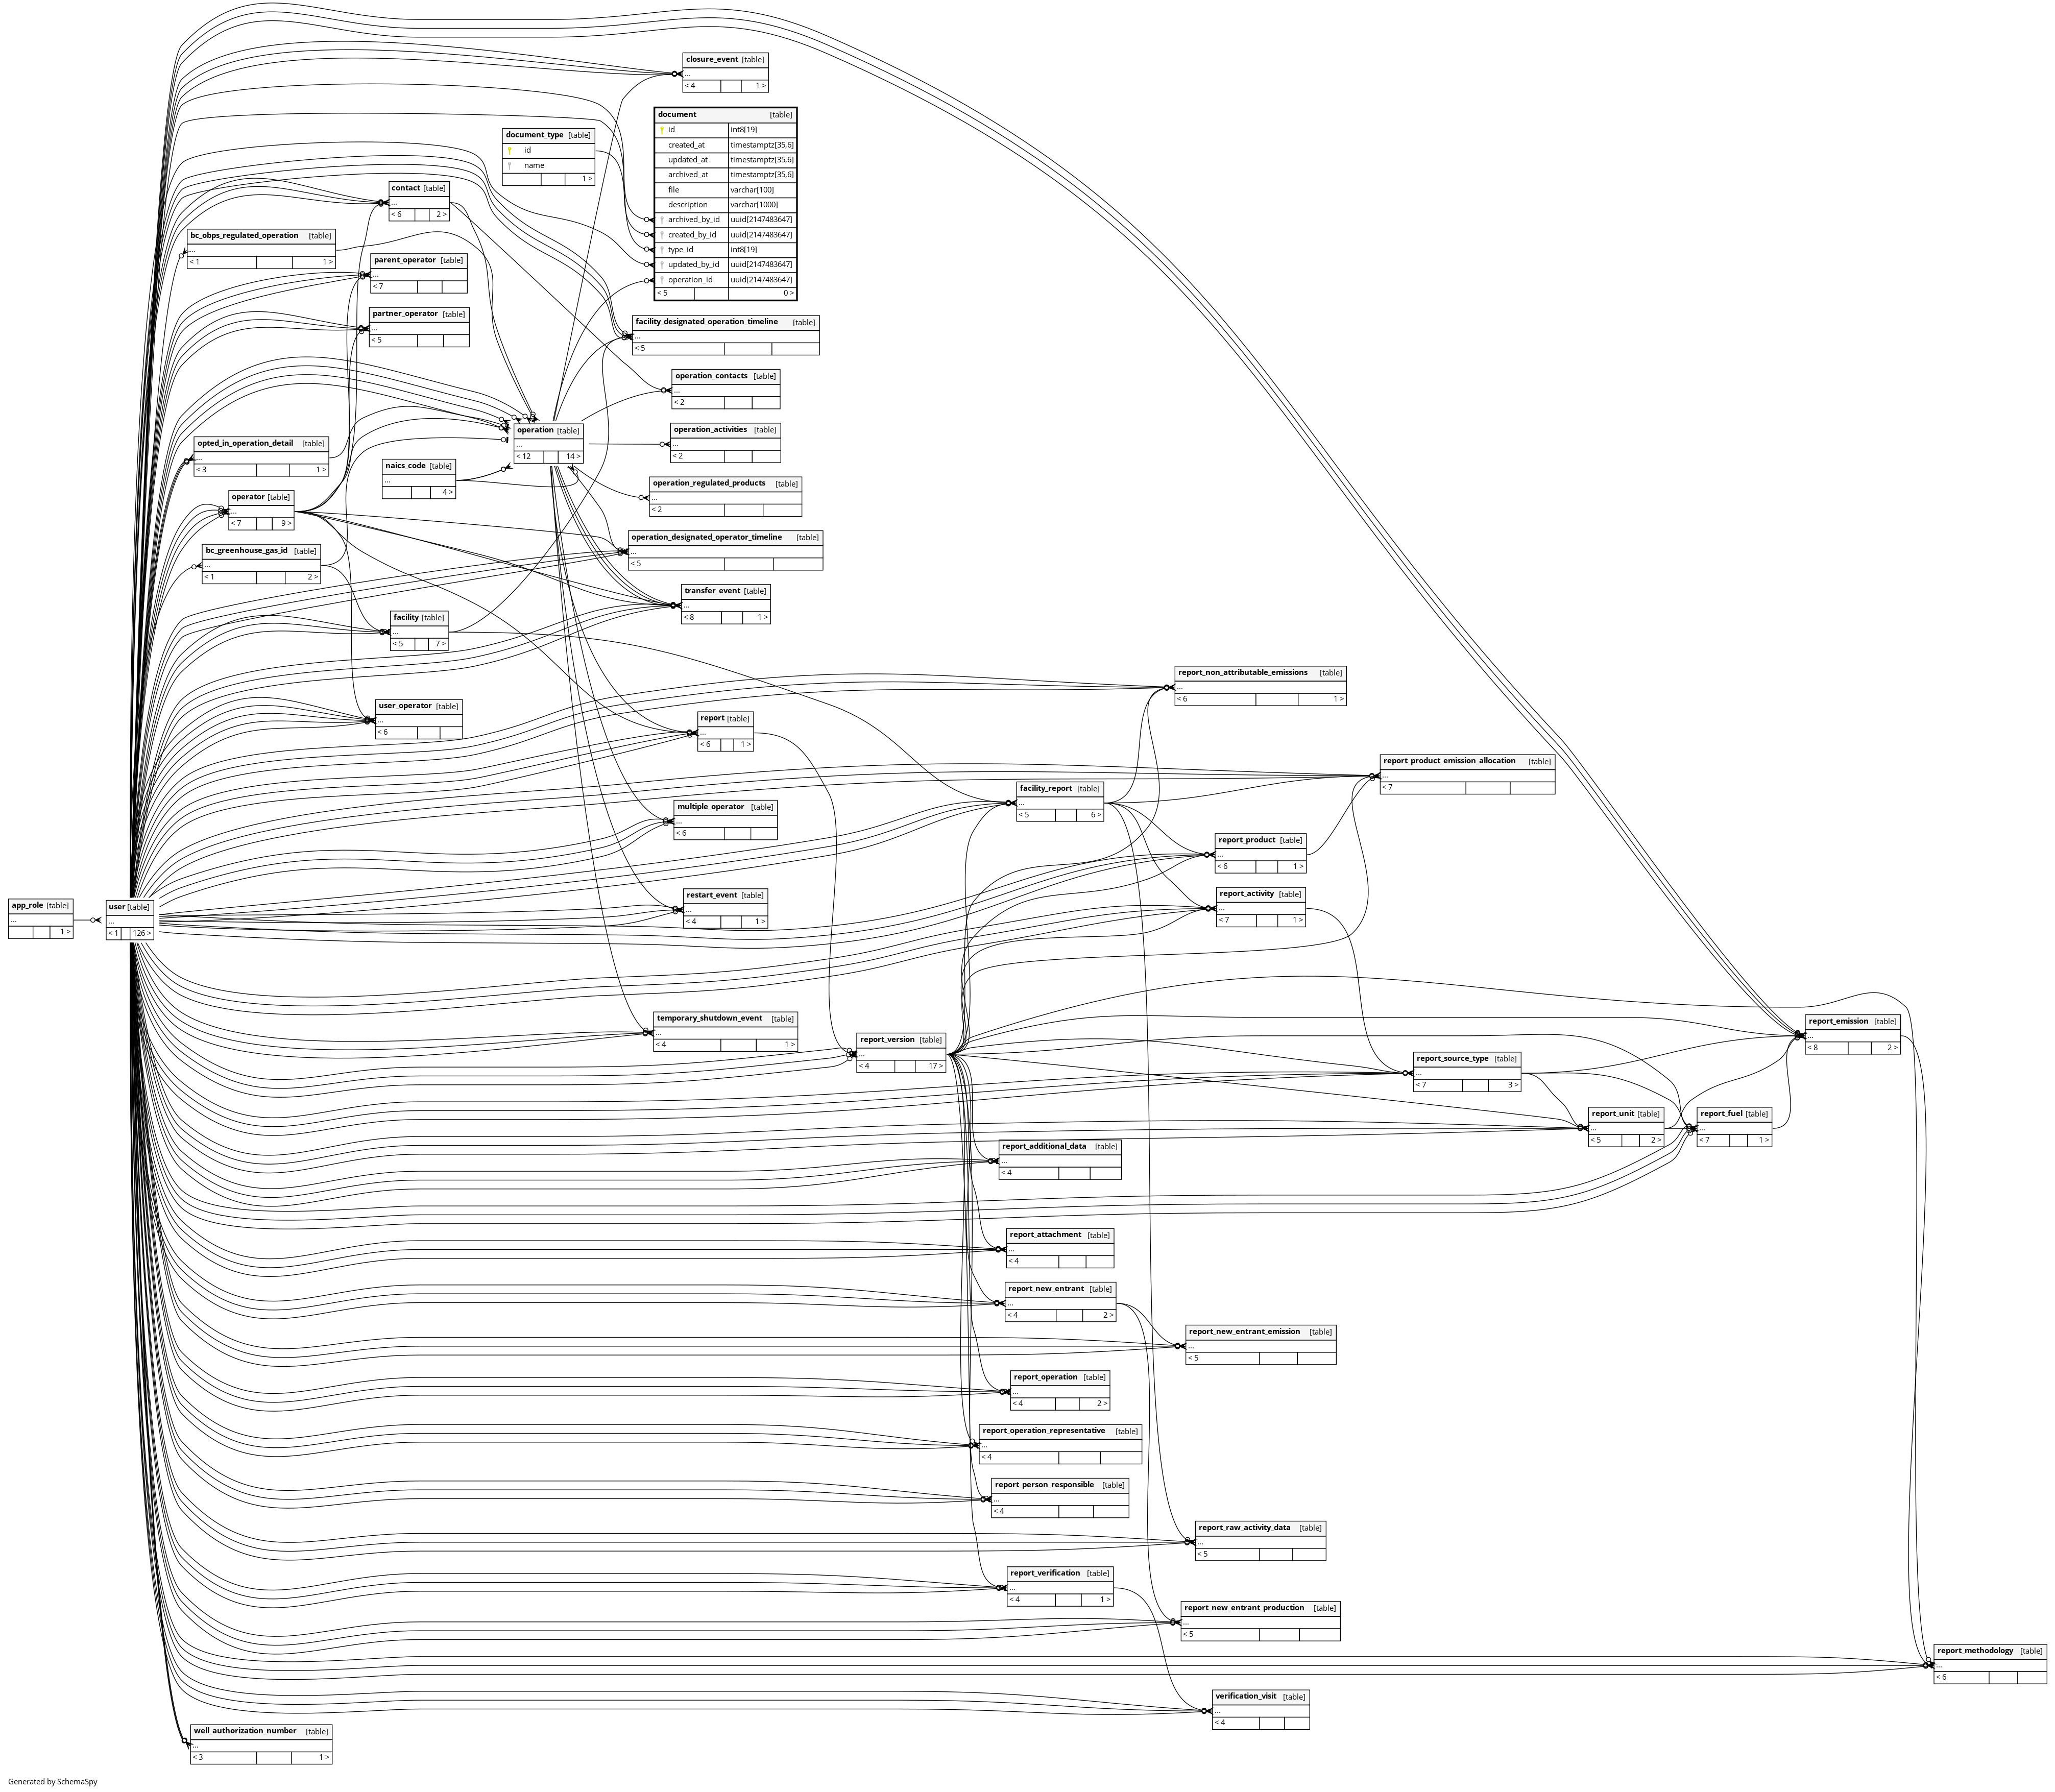 closure_event [table]
...
< 4 1 >
document [table]
id int8[19]
created_at timestamptz[35,6]
updated_at timestamptz[35,6]
archived_at timestamptz[35,6]
file varchar[100]
description varchar[1000]
archived_by_id uuid[2147483647]
created_by_id uuid[2147483647]
type_id int8[19]
updated_by_id uuid[2147483647]
operation_id uuid[2147483647]
< 5 0 >
document_type [table]
id
name
1 >
contact [table]
...
< 6 2 >
bc_obps_regulated_operation [table]
...
< 1 1 >
parent_operator [table]
...
< 7
partner_operator [table]
...
< 5
facility_designated_operation_timeline [table]
...
< 5
operation_contacts [table]
...
< 2
operation [table]
...
< 12 14 >
operation_activities [table]
...
< 2
opted_in_operation_detail [table]
...
< 3 1 >
naics_code [table]
...
4 >
operation_regulated_products [table]
...
< 2
operator [table]
...
< 7 9 >
operation_designated_operator_timeline [table]
...
< 5
bc_greenhouse_gas_id [table]
...
< 1 2 >
transfer_event [table]
...
< 8 1 >
facility [table]
...
< 5 7 >
report_non_attributable_emissions [table]
...
< 6 1 >
user_operator [table]
...
< 6
report [table]
...
< 6 1 >
report_product_emission_allocation [table]
...
< 7
facility_report [table]
...
< 5 6 >
multiple_operator [table]
...
< 6
report_product [table]
...
< 6 1 >
restart_event [table]
...
< 4 1 >
report_activity [table]
...
< 7 1 >
app_role [table]
...
1 >
user [table]
...
< 1 126 >
temporary_shutdown_event [table]
...
< 4 1 >
report_emission [table]
...
< 8 2 >
report_version [table]
...
< 4 17 >
report_source_type [table]
...
< 7 3 >
report_unit [table]
...
< 5 2 >
report_fuel [table]
...
< 7 1 >
report_additional_data [table]
...
< 4
report_attachment [table]
...
< 4
report_new_entrant [table]
...
< 4 2 >
report_new_entrant_emission [table]
...
< 5
report_operation [table]
...
< 4 2 >
report_operation_representative [table]
...
< 4
report_person_responsible [table]
...
< 4
report_raw_activity_data [table]
...
< 5
report_verification [table]
...
< 4 1 >
report_new_entrant_production [table]
...
< 5
report_methodology [table]
...
< 6
verification_visit [table]
...
< 4
well_authorization_number [table]
...
< 3 1 >
Generated by SchemaSpy